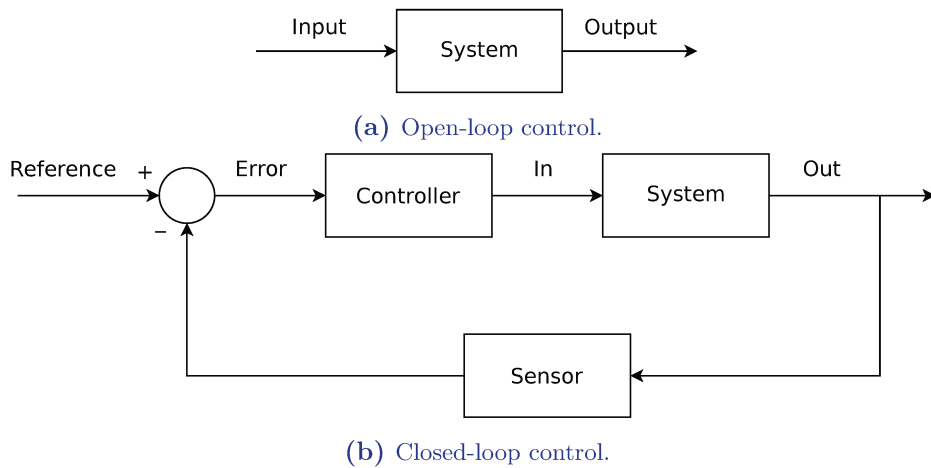 Input
Output
System
(a) Open-loop control.
Reference
+
Error
Controller
In
System
Out
−
Sensor
(b) Closed-loop control.